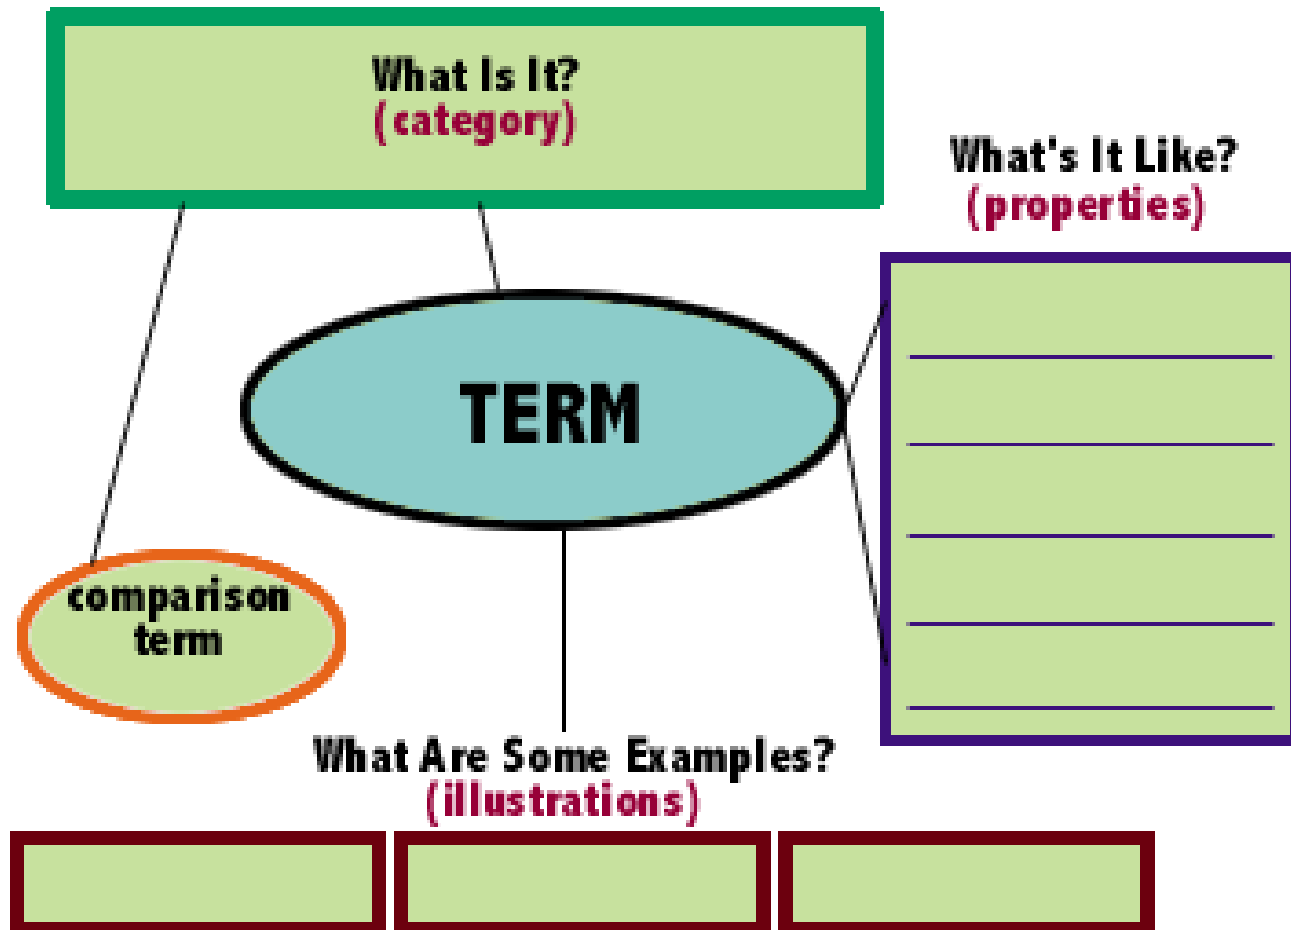 What Is It?
(category)
What's It Like?
(properties)
TERM
comparison
term
What Are Some Examples?
(illustrations)